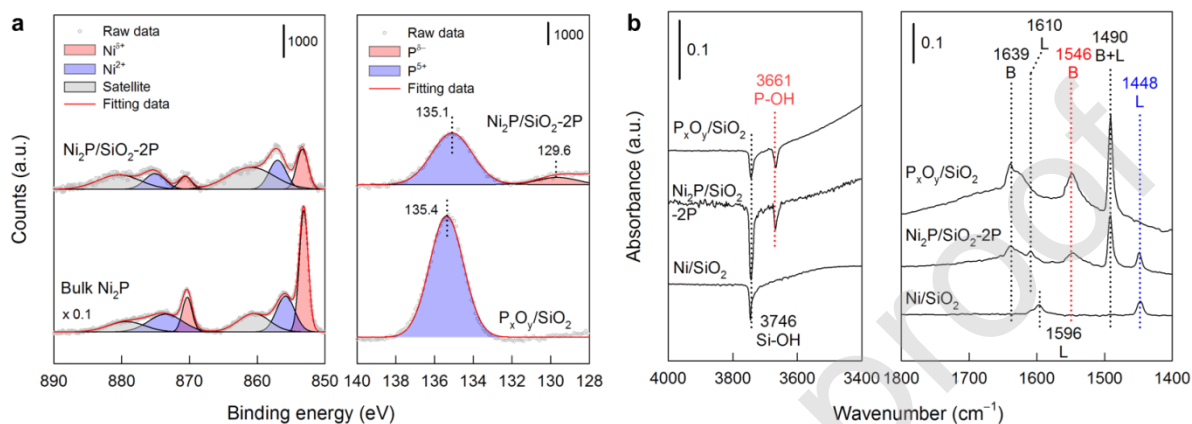 a
Counts (a.u.)
Raw data
Ni^δ+
Ni^2+
Satellite
Fitting data
1000
Ni₂P/SiO₂-2P
Bulk Ni₂P
x 0.1
890
880
870
860
850
Raw data
P^δ−
P^5+
Fitting data
1000
135.1
Ni₂P/SiO₂-2P
129.6
135.4
PₓOᵧ/SiO₂
140
138
136
134
132
130
128
Binding energy (eV)
b
Absorbance (a.u.)
0.1
3661
P-OH
PₓOᵧ/SiO₂
Ni₂P/SiO₂
-2P
Ni/SiO₂
3746
Si-OH
4000
3800
3600
3400
0.1
1610
L
1639
B
1546
B
1490
B+L
1448
L
PₓOᵧ/SiO₂
Ni₂P/SiO₂-2P
Ni/SiO₂
1596
L
1800
1700
1600
1500
1400
Wavenumber (cm⁻¹)
proof